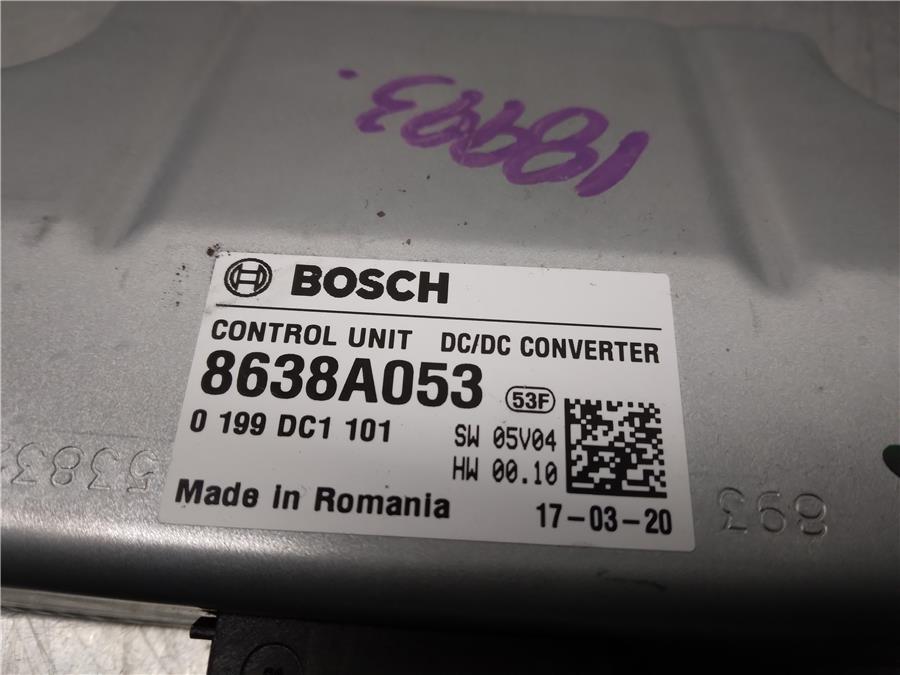 BOSCH
CONTROL UNIT DC/DC CONVERTER
8638A053 53F
0 199 DC1 101
SW 05V04
HW 00.10
Made in Romania 17-03-20